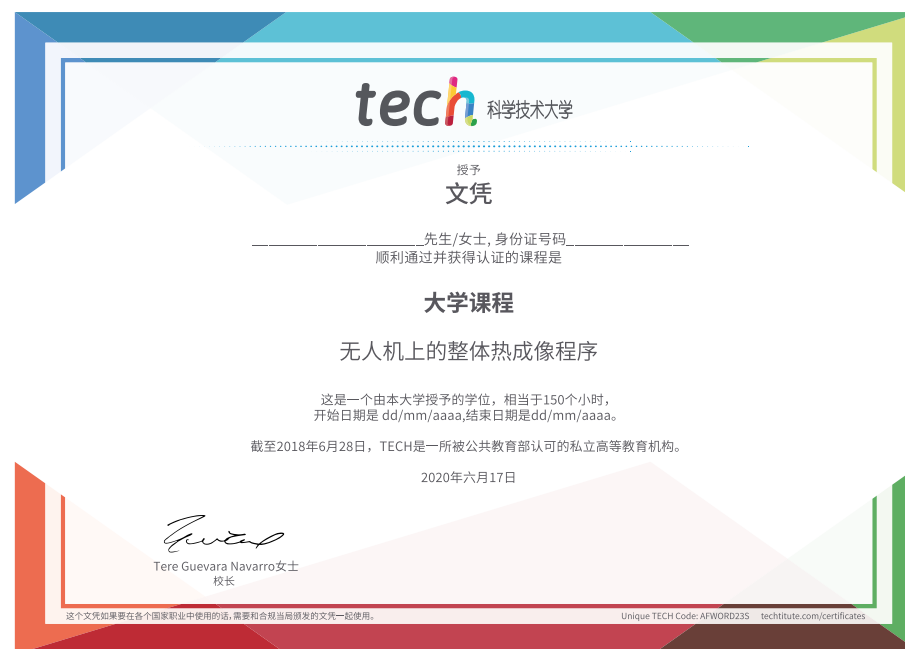 tech 科学技术大学
授予
文凭
_____________________先生/女士, 身份证号码_______________
顺利通过并获得认证的课程是
大学课程
无人机上的整体热成像程序
这是一个由本大学授予的学位，相当于150个小时，
开始日期是 dd/mm/aaaa,结束日期是dd/mm/aaaa。
截至2018年6月28日，TECH是一所被公共教育部认可的私立高等教育机构。
2020年六月17日
Tere Guevara Navarro女士
校长
这个文凭如果要在各个国家职业中使用的话,需要和合规当局颁发的文凭一起使用。
Unique TECH Code: AFWORD23S techtitute.com/certificates